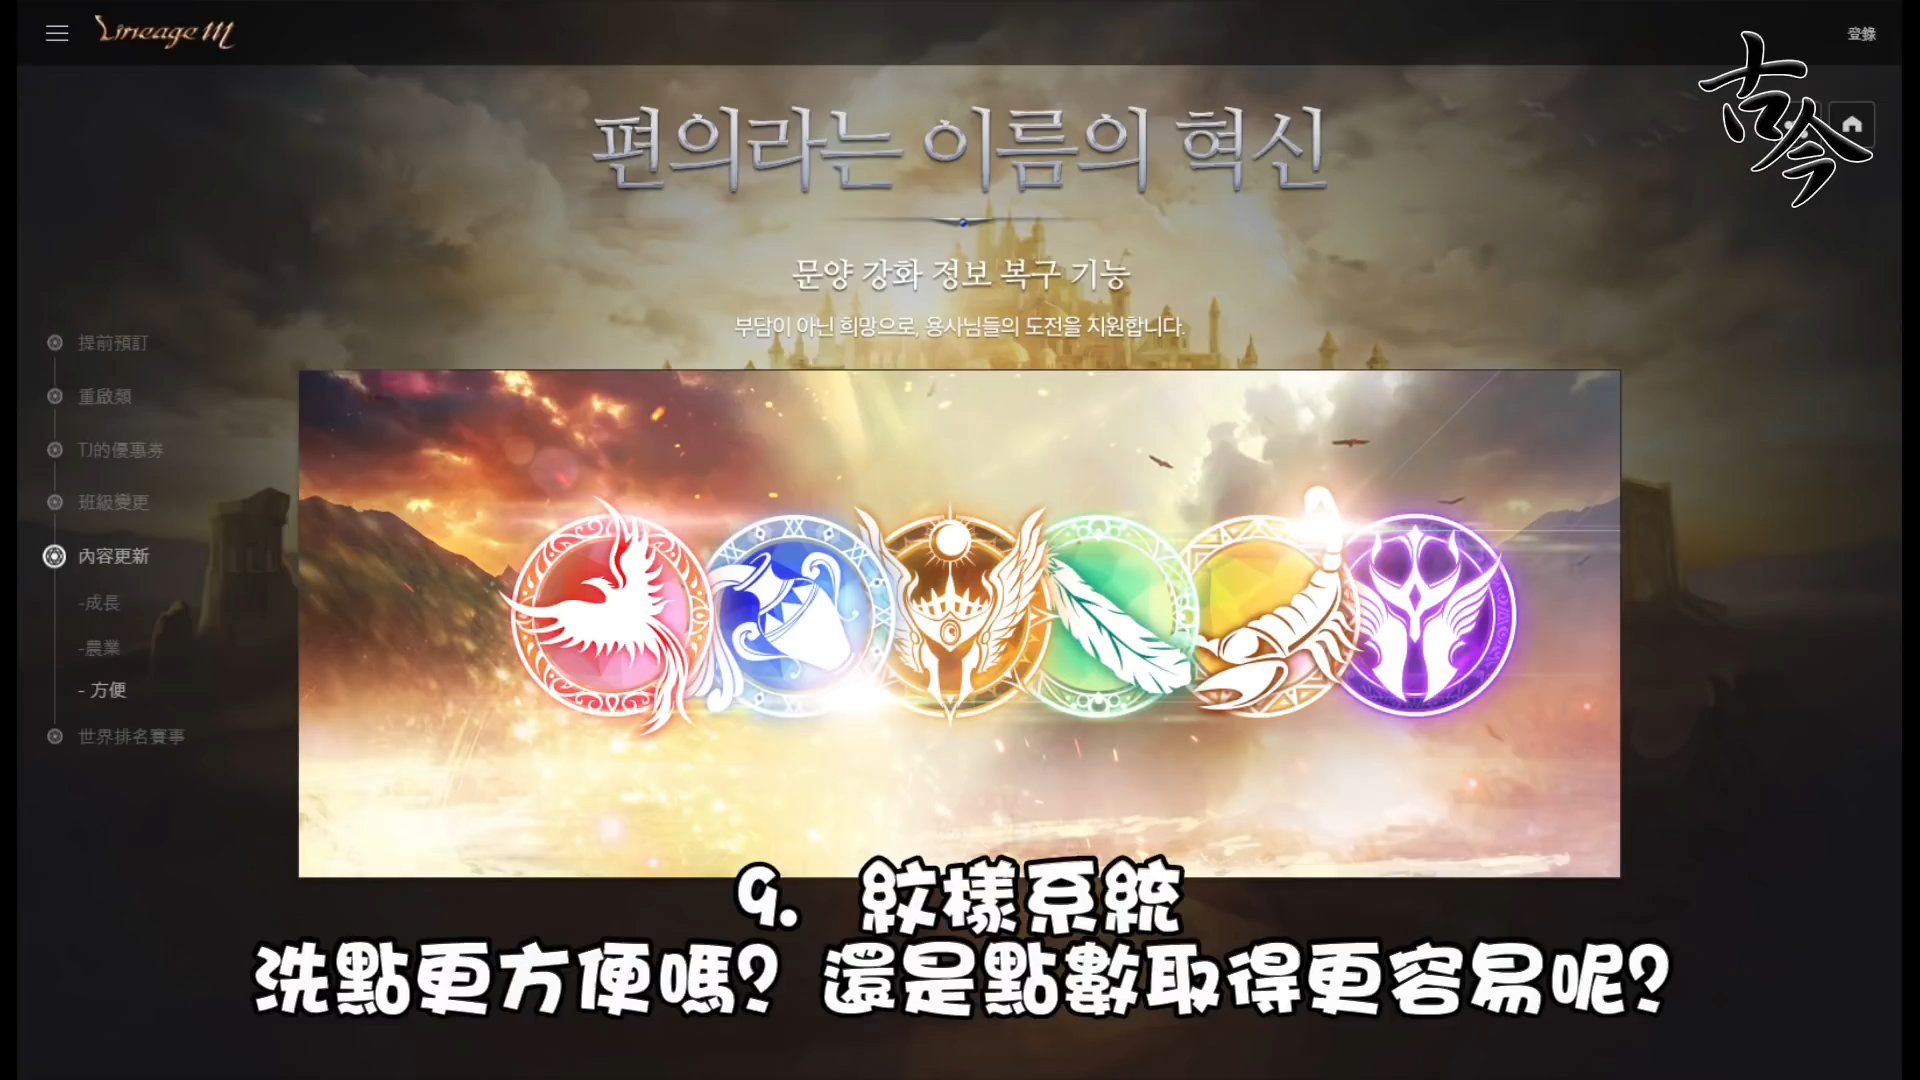 Lineage M
登錄
古今
편의라는 이름의 혁신
문양 강화 정보 복구 기능
부담이 아닌 희망으로, 용사님들의 도전을 지원합니다.
提前預訂
重啟類
TJ的優惠券
班級變更
內容更新
-成長
-農業
- 方便
世界排名賽事
9. 紋樣系統
洗點更方便嗎? 還是點數取得更容易呢?